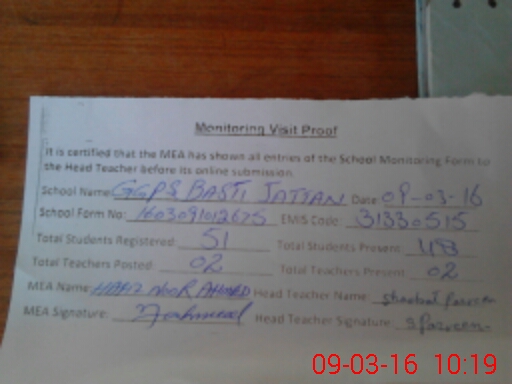 Monitoring Visit Proof
It is certified that the MEA has shown all entries of the School Monitoring Form to
the Head Teacher before its online submission.
School Name: GGPS BASTI JATTAN Date: 09-03-16
School Form No: 1603091012675 EMIS Code: 31330515
Total Students Registered: 51 Total Students Present: 48
Total Teachers Posted: 02 Total Teachers Present: 02
MEA Name: HAFIZ NOOR AHMAD Head Teacher Name: Parveen
MEA Signature: Head Teacher Signature: S Parveen
09-03-16 10:19